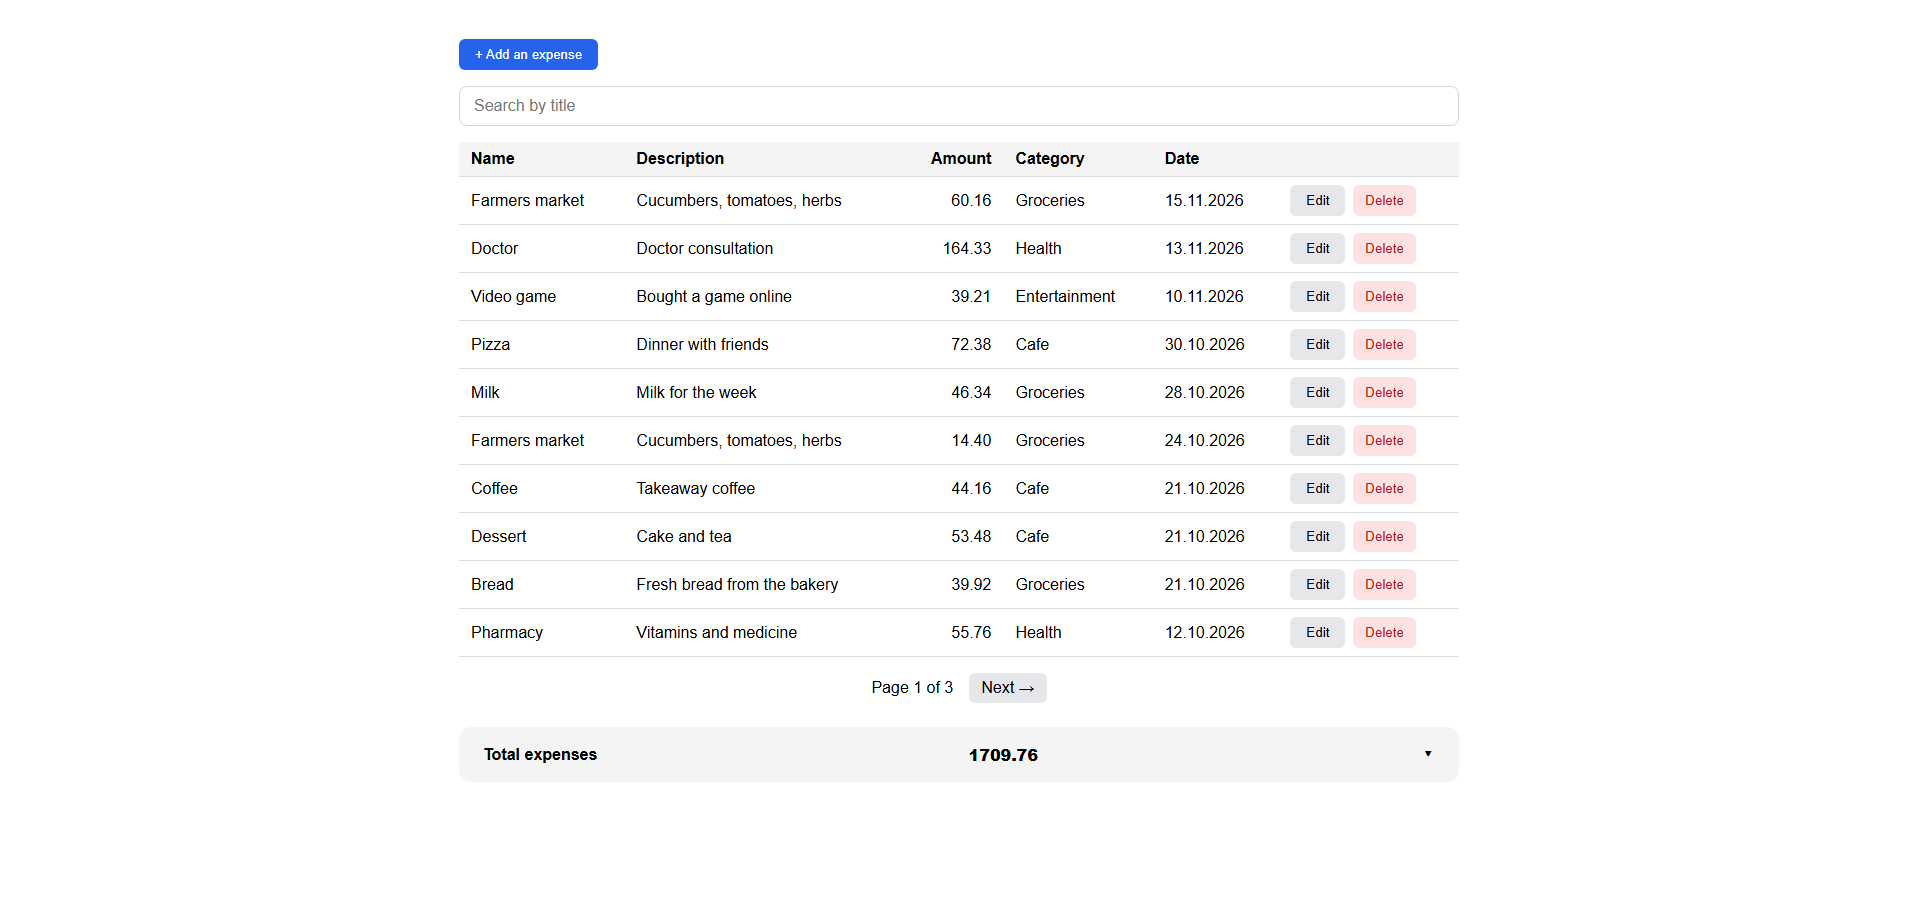 + Add an expense
Search by title
Name Description Amount Category Date
Farmers market Cucumbers, tomatoes, herbs 60.16 Groceries 15.11.2026 Edit Delete
Doctor Doctor consultation 164.33 Health 13.11.2026 Edit Delete
Video game Bought a game online 39.21 Entertainment 10.11.2026 Edit Delete
Pizza Dinner with friends 72.38 Cafe 30.10.2026 Edit Delete
Milk Milk for the week 46.34 Groceries 28.10.2026 Edit Delete
Farmers market Cucumbers, tomatoes, herbs 14.40 Groceries 24.10.2026 Edit Delete
Coffee Takeaway coffee 44.16 Cafe 21.10.2026 Edit Delete
Dessert Cake and tea 53.48 Cafe 21.10.2026 Edit Delete
Bread Fresh bread from the bakery 39.92 Groceries 21.10.2026 Edit Delete
Pharmacy Vitamins and medicine 55.76 Health 12.10.2026 Edit Delete
Page 1 of 3 Next →
Total expenses 1709.76 ▼